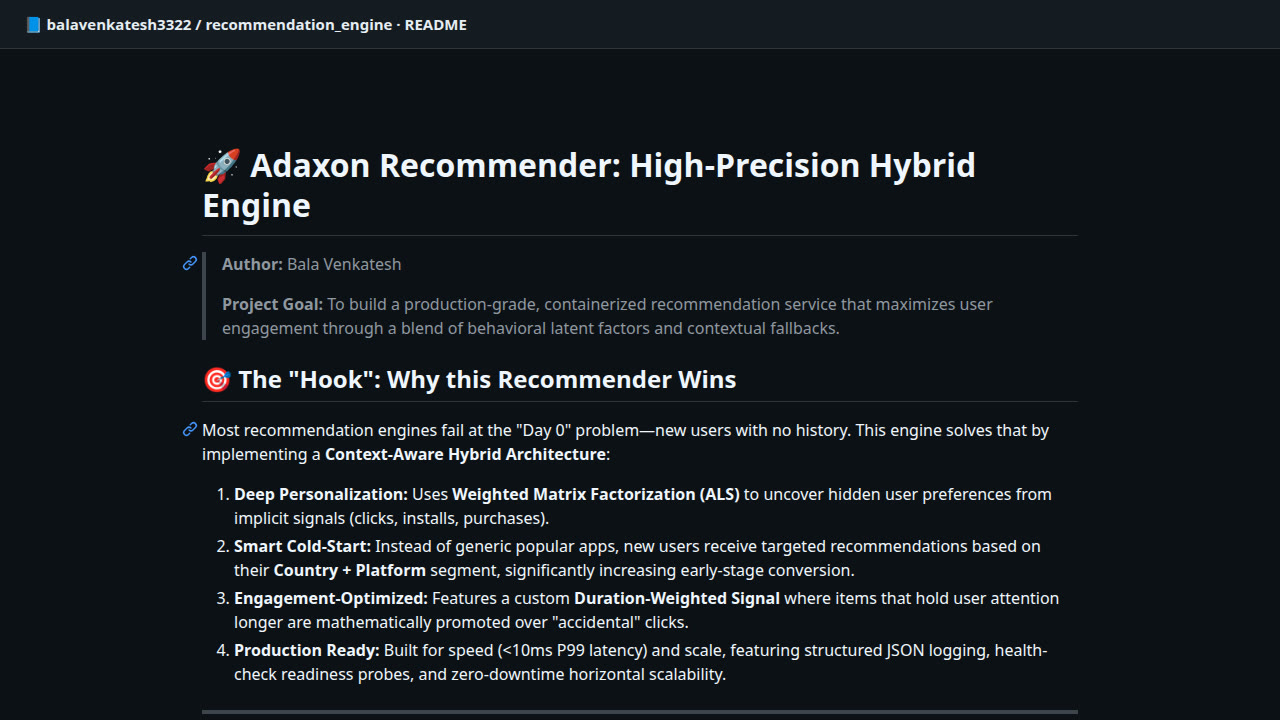 📘 balavenkatesh3322 / recommendation_engine · README
🚀 Adaxon Recommender: High-Precision Hybrid
Engine
Author: Bala Venkatesh
Project Goal: To build a production-grade, containerized recommendation service that maximizes user
engagement through a blend of behavioral latent factors and contextual fallbacks.
🎯 The "Hook": Why this Recommender Wins
Most recommendation engines fail at the "Day 0" problem—new users with no history. This engine solves that by
implementing a Context-Aware Hybrid Architecture:
1. Deep Personalization: Uses Weighted Matrix Factorization (ALS) to uncover hidden user preferences from
implicit signals (clicks, installs, purchases).
2. Smart Cold-Start: Instead of generic popular apps, new users receive targeted recommendations based on
their Country + Platform segment, significantly increasing early-stage conversion.
3. Engagement-Optimized: Features a custom Duration-Weighted Signal where items that hold user attention
longer are mathematically promoted over "accidental" clicks.
4. Production Ready: Built for speed (<10ms P99 latency) and scale, featuring structured JSON logging, health-
check readiness probes, and zero-downtime horizontal scalability.